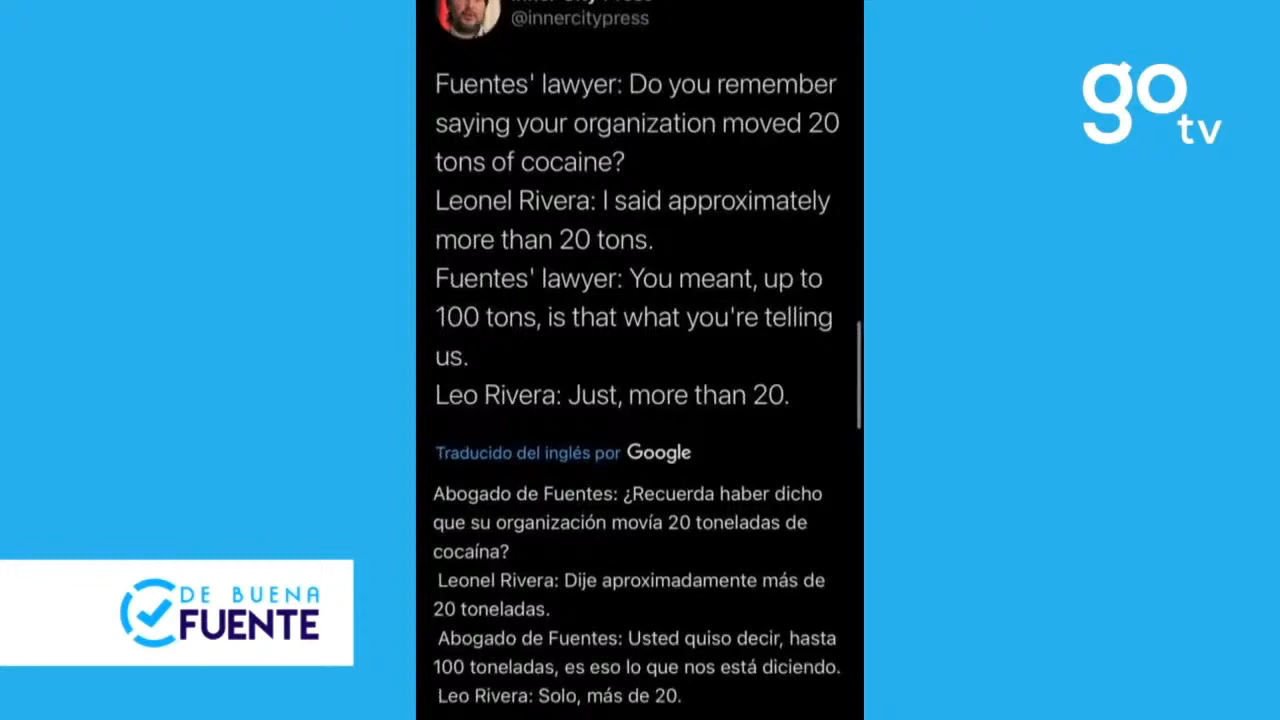 @innercitypress
Fuentes' lawyer: Do you remember
saying your organization moved 20
tons of cocaine?
Leonel Rivera: I said approximately
more than 20 tons.
Fuentes' lawyer: You meant, up to
100 tons, is that what you're telling
us.
Leo Rivera: Just, more than 20.
Traducido del inglés por Google
Abogado de Fuentes: ¿Recuerda haber dicho
que su organización movía 20 toneladas de
cocaína?
Leonel Rivera: Dije aproximadamente más de
20 toneladas.
Abogado de Fuentes: Usted quiso decir, hasta
100 toneladas, es eso lo que nos está diciendo.
Leo Rivera: Solo, más de 20.
go
tv
DE BUENA
FUENTE